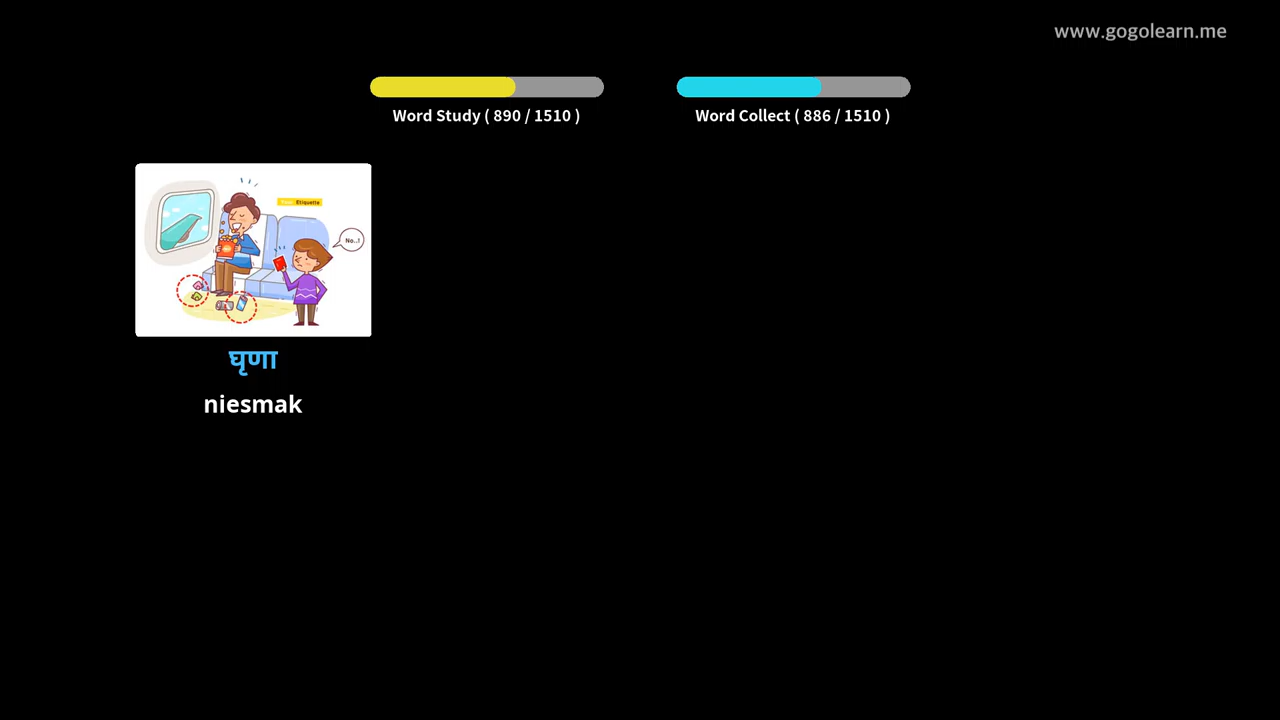 www.gogolearn.me
Word Study ( 890 / 1510 )
Word Collect ( 886 / 1510 )
Etiquette
No..!
घृणा
niesmak